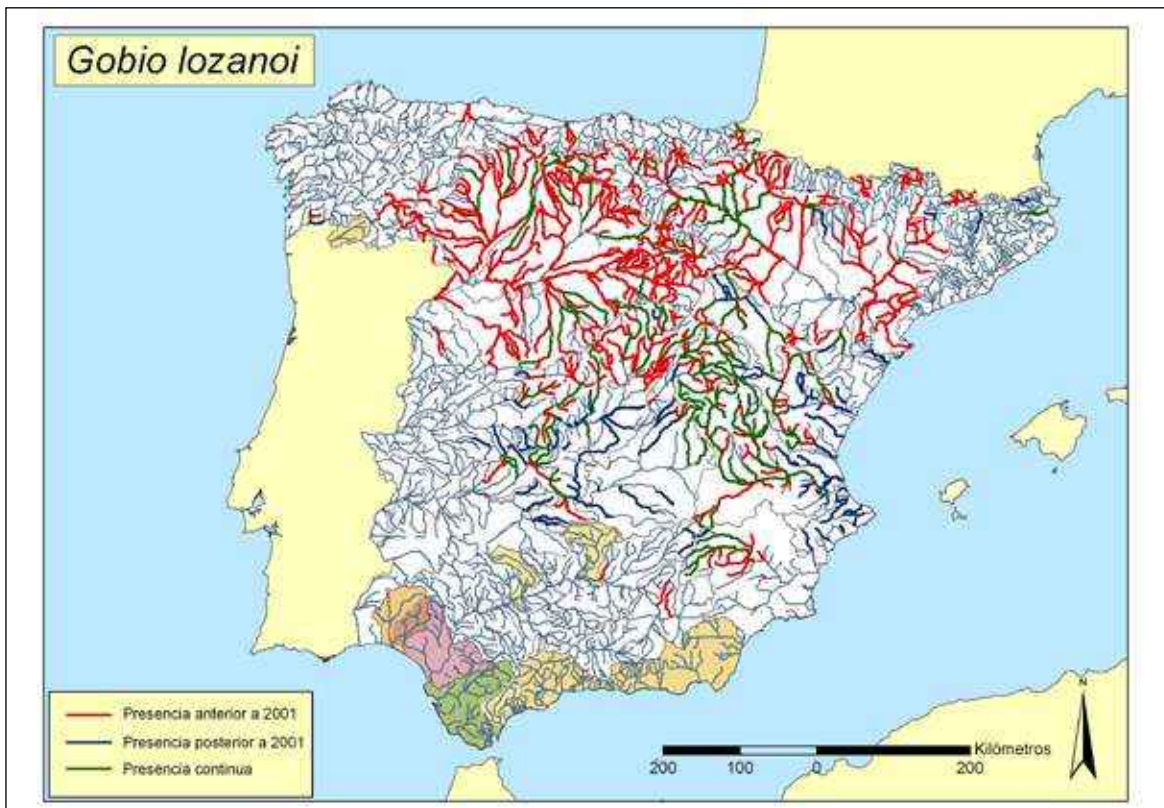 Gobio lozanoi
Presencia anterior a 2001
Presencia posterior a 2001
Presencia continua
N
Kilómetros
200 100 0 200